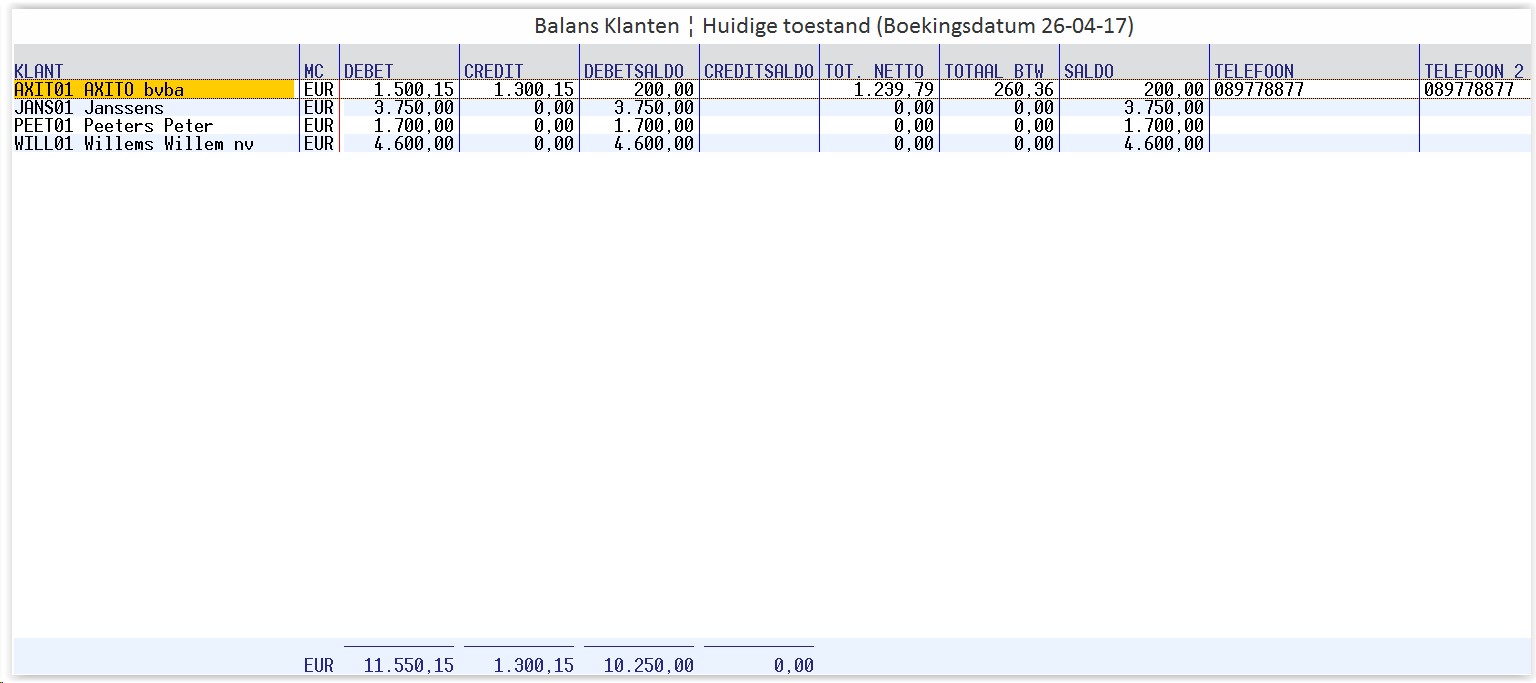 Balans Klanten ¦ Huidige toestand (Boekingsdatum 26-04-17)
KLANT MC DEBET CREDIT DEBETSALDO CREDITSALDO TOT. NETTO TOTAAL BTW SALDO TELEFOON TELEFOON 2
AXIT01 AXITO bvba EUR 1.500,15 1.300,15 200,00 1.239,79 260,36 200,00 089778877 089778877
JANS01 Janssens EUR 3.750,00 0,00 3.750,00 0,00 0,00 3.750,00
PEET01 Peeters Peter EUR 1.700,00 0,00 1.700,00 0,00 0,00 1.700,00
WILL01 Willems Willem nv EUR 4.600,00 0,00 4.600,00 0,00 0,00 4.600,00
EUR 11.550,15 1.300,15 10.250,00 0,00